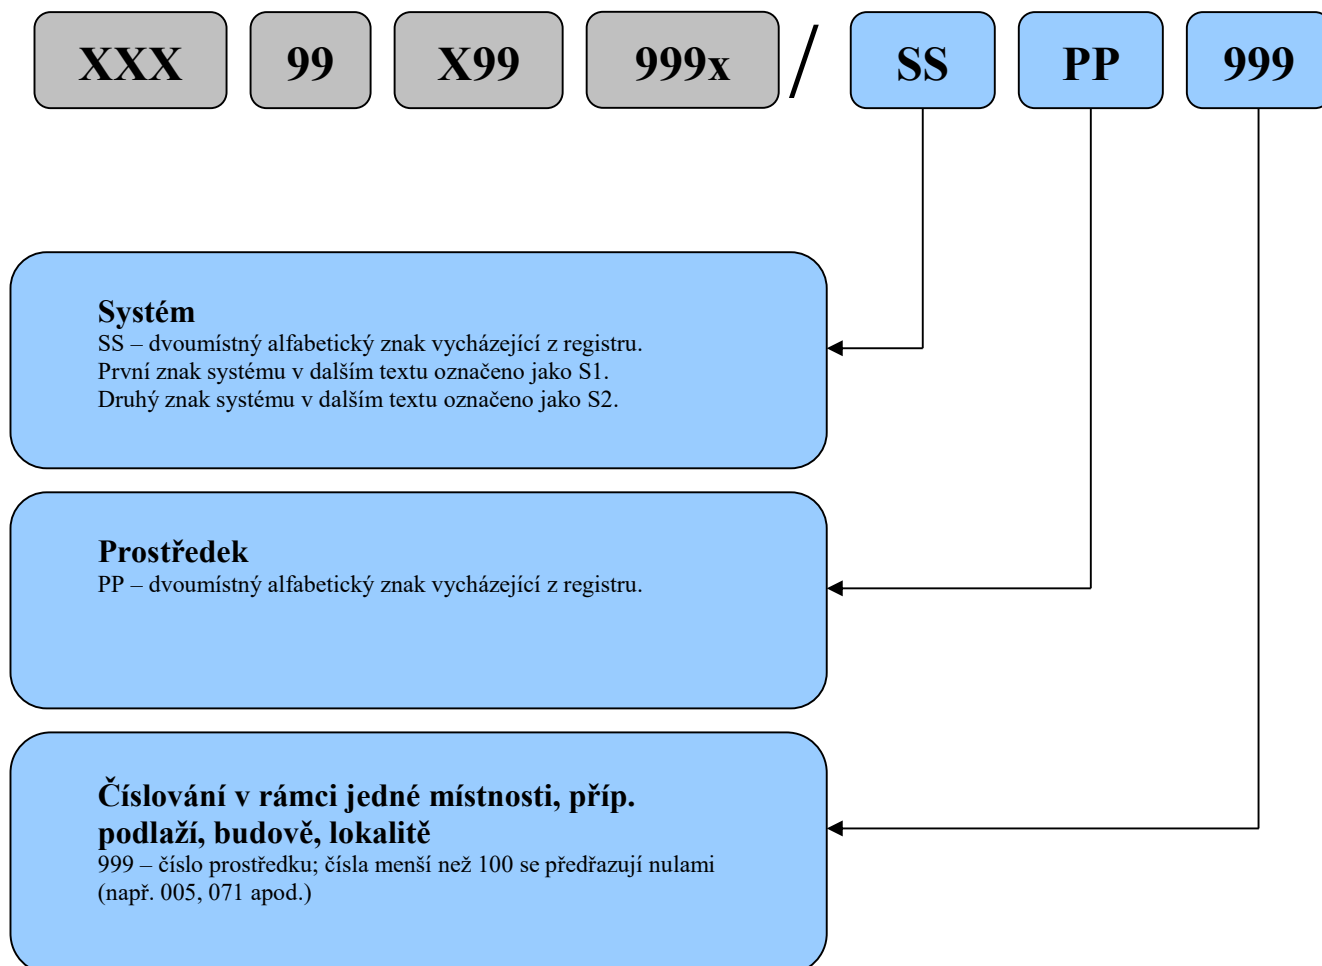 XXX 99 X99 999x / SS PP 999
Systém
SS – dvoumístný alfabetický znak vycházející z registru.
První znak systému v dalším textu označeno jako S1.
Druhý znak systému v dalším textu označeno jako S2.
Prostředek
PP – dvoumístný alfabetický znak vycházející z registru.
Číslování v rámci jedné místnosti, příp.
podlaží, budově, lokalitě
999 – číslo prostředku; čísla menší než 100 se předřazují nulami
(např. 005, 071 apod.)